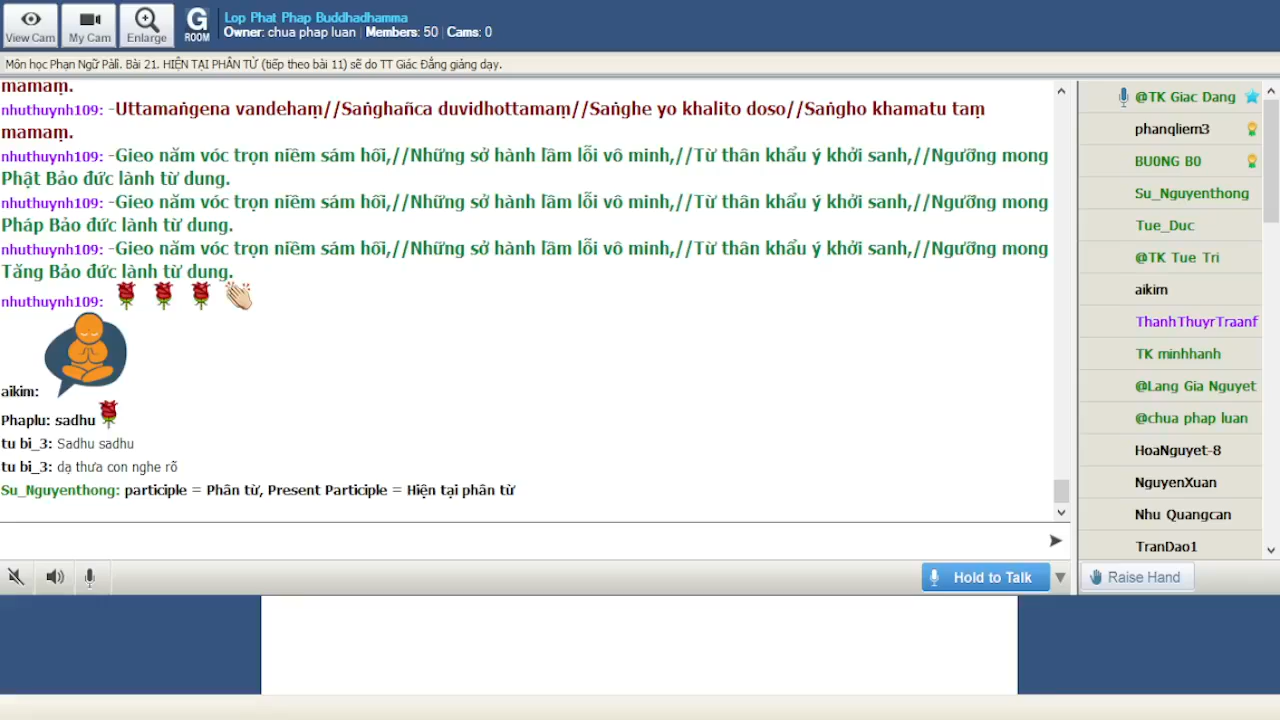 View Cam
My Cam
Enlarge
G
ROOM
Lop Phat Phap Buddhadhamma
Owner: chua phap luan | Members: 50 | Cams: 0
Môn học Phạn Ngữ Pāli. Bài 21. HIỆN TẠI PHÂN TỪ (tiếp theo bài 11) sẽ do TT Giác Đẳng giảng dạy.
mamaṃ.
nhuthuynh109: -Uttamaṅgena vandehaṃ//Saṅghañca duvidhottamaṃ//Saṅghe yo khalito doso//Saṅgho khamatu taṃ
mamaṃ.
nhuthuynh109: -Gieo năm vóc trọn niềm sám hối,//Những sở hành lầm lỗi vô minh,//Từ thân khẩu ý khởi sanh,//Ngưỡng mong
Phật Bảo đức lành từ dung.
nhuthuynh109: -Gieo năm vóc trọn niềm sám hối,//Những sở hành lầm lỗi vô minh,//Từ thân khẩu ý khởi sanh,//Ngưỡng mong
Pháp Bảo đức lành từ dung.
nhuthuynh109: -Gieo năm vóc trọn niềm sám hối,//Những sở hành lầm lỗi vô minh,//Từ thân khẩu ý khởi sanh,//Ngưỡng mong
Tăng Bảo đức lành từ dung.
nhuthuynh109:
aikim:
Phaplu: sadhu
tu bi_3: Sadhu sadhu
tu bi_3: dạ thưa con nghe rõ
Su_Nguyenthong: participle = Phân từ, Present Participle = Hiện tại phân từ
Hold to Talk
@TK Giac Dang
phanqliem3
BU0NG B0
Su_Nguyenthong
Tue_Duc
@TK Tue Tri
aikim
ThanhThuyrTraanf
TK minhhanh
@Lang Gia Nguyet
@chua phap luan
HoaNguyet-8
NguyenXuan
Nhu Quangcan
TranDao1
Raise Hand